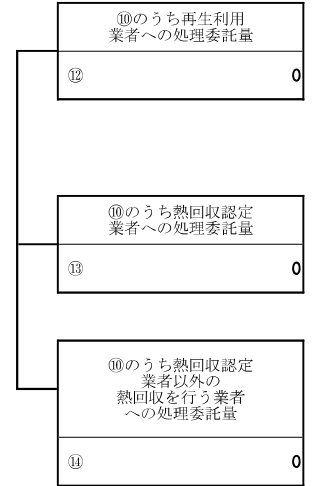 ⑩のうち再生利用
業者への処理委託量
⑫ 0
⑩のうち熱回収認定
業者への処理委託量
⑬ 0
⑩のうち熱回収認定
業者以外の
熱回収を行う業者
への処理委託量
⑭ 0